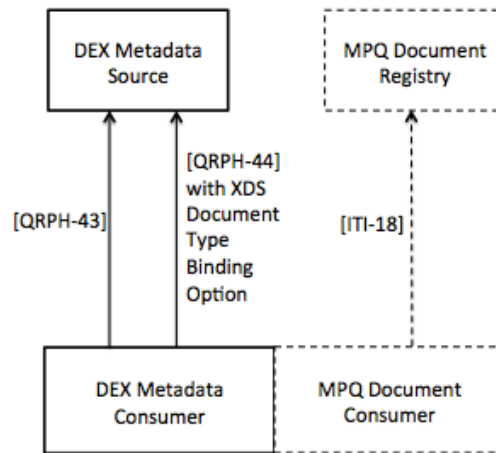 DEX Metadata
Source
MPQ Document
Registry
[QRPH-43]
[QRPH-44]
with XDS
Document
Type
Binding
Option
[ITI-18]
DEX Metadata
Consumer
MPQ Document
Consumer